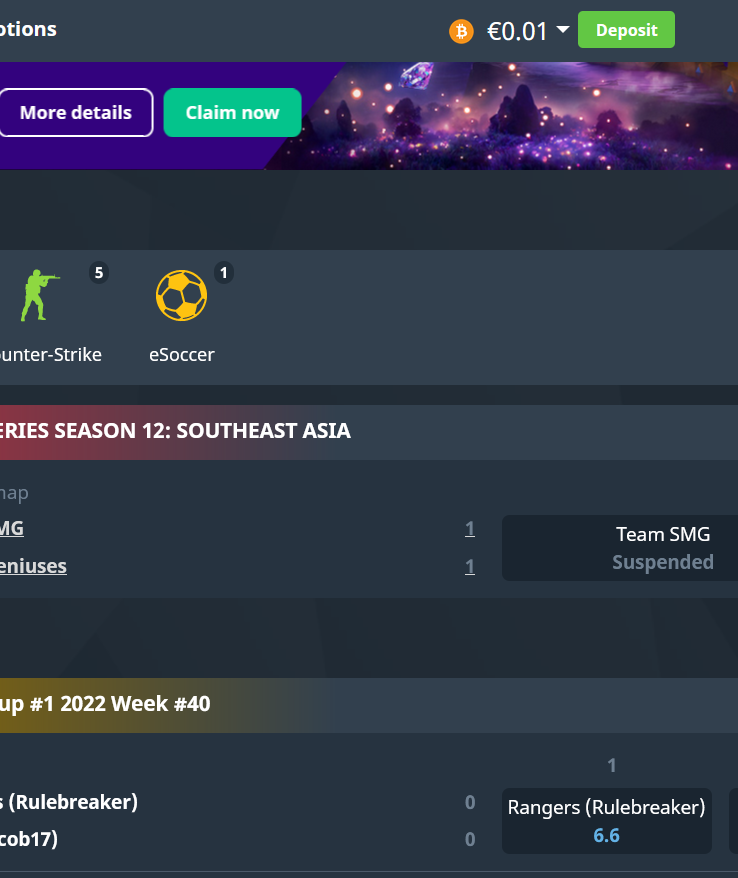 otions
€0.01
Deposit
More details
Claim now
5
1
ounter-Strike
eSoccer
ERIES SEASON 12: SOUTHEAST ASIA
map
MG
1
Team SMG
eniuses
1
Suspended
up #1 2022 Week #40
1
s (Rulebreaker)
0
Rangers (Rulebreaker)
cob17)
0
6.6